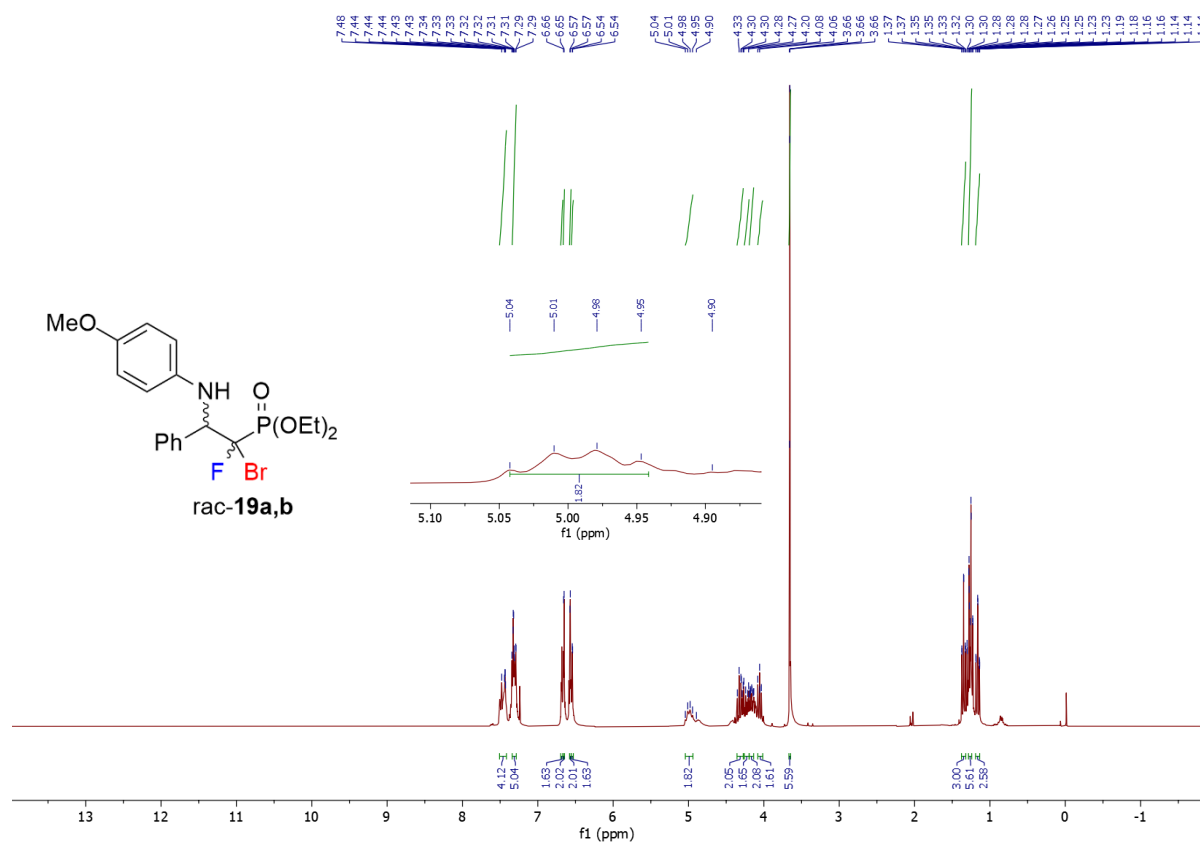 7.48 7.44 7.44 7.44 7.43 7.43 7.34 7.33 7.33 7.32 7.32 7.31 7.31 7.29 7.29 6.66 6.65 6.57 6.57 6.54 6.54 5.04 5.01 4.98 4.95 4.90 4.33 4.30 4.30 4.28 4.27 4.20 4.08 4.06 3.66 3.66 1.37 1.37 1.35 1.35 1.33 1.32 1.30 1.30 1.28 1.28 1.28 1.27 1.26 1.25 1.25 1.23 1.23 1.19 1.18 1.16 1.16 1.14 1.14
5.04 5.01 4.98 4.95 4.90
MeO
NH
O
P(OEt)2
Ph
F Br
rac-19a,b
1.82
5.10 5.05 5.00 4.95 4.90
f1 (ppm)
4.12 5.04 1.63 2.02 2.01 1.63 1.82 2.05 1.65 2.08 1.61 5.59 3.00 5.61 2.58
13 12 11 10 9 8 7 6 5 4 3 2 1 0 -1
f1 (ppm)